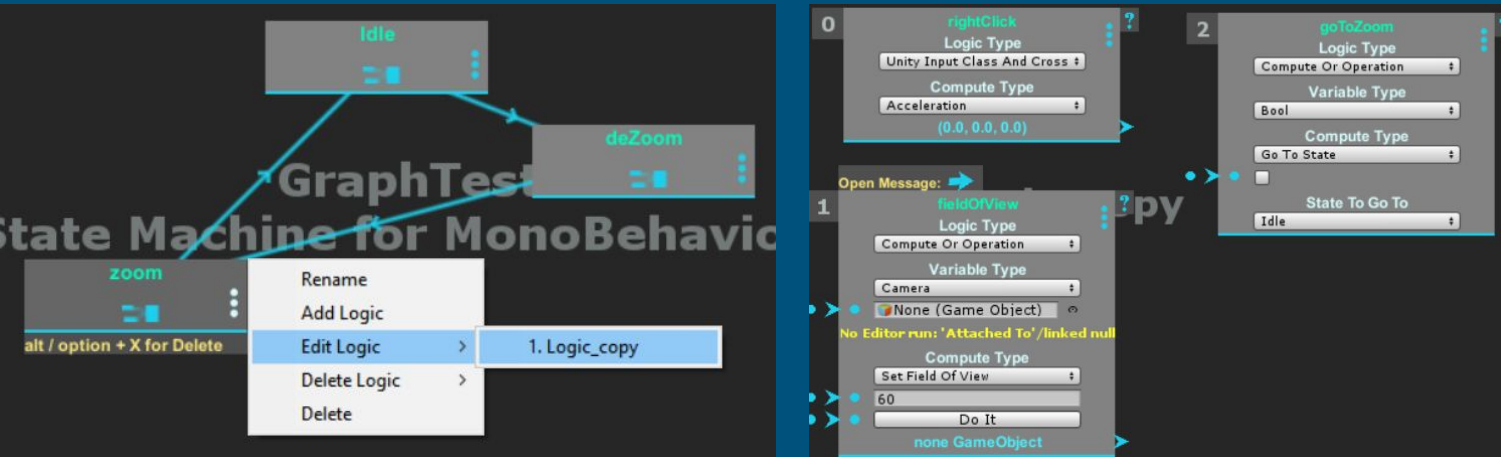 Idle
deZoom
GraphTest
State Machine for MonoBehavio
zoom
alt / option + X for Delete
Rename
Add Logic
Edit Logic >
1. Logic_copy
Delete Logic >
Delete
0
rightClick
?
Logic Type
Unity Input Class And Cross
Compute Type
Acceleration
(0.0, 0.0, 0.0)
Open Message:
1
fieldOfView
?
opy
Logic Type
Compute Or Operation
Variable Type
Camera
None (Game Object)
No Editor run: 'Attached To'/linked null
Compute Type
Set Field Of View
60
Do It
none GameObject
2
goToZoom
Logic Type
Compute Or Operation
Variable Type
Bool
Compute Type
Go To State
State To Go To
Idle